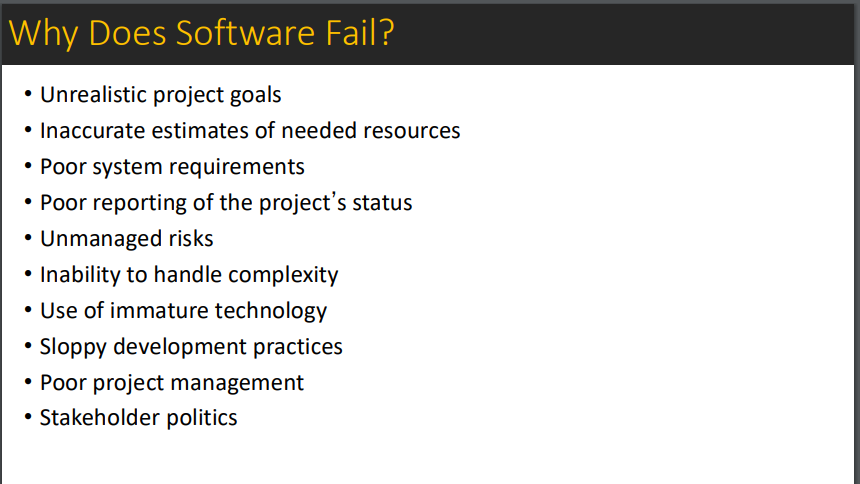 Why Does Software Fail?
• Unrealistic project goals
• Inaccurate estimates of needed resources
• Poor system requirements
• Poor reporting of the project’s status
• Unmanaged risks
• Inability to handle complexity
• Use of immature technology
• Sloppy development practices
• Poor project management
• Stakeholder politics